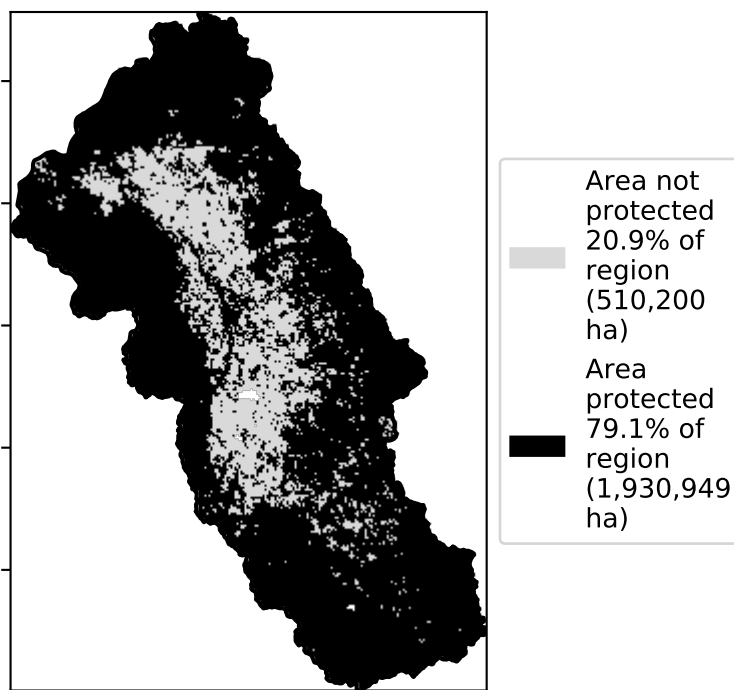 Area not
protected
20.9% of
region
(510,200
ha)
Area
protected
79.1% of
region
(1,930,949
ha)